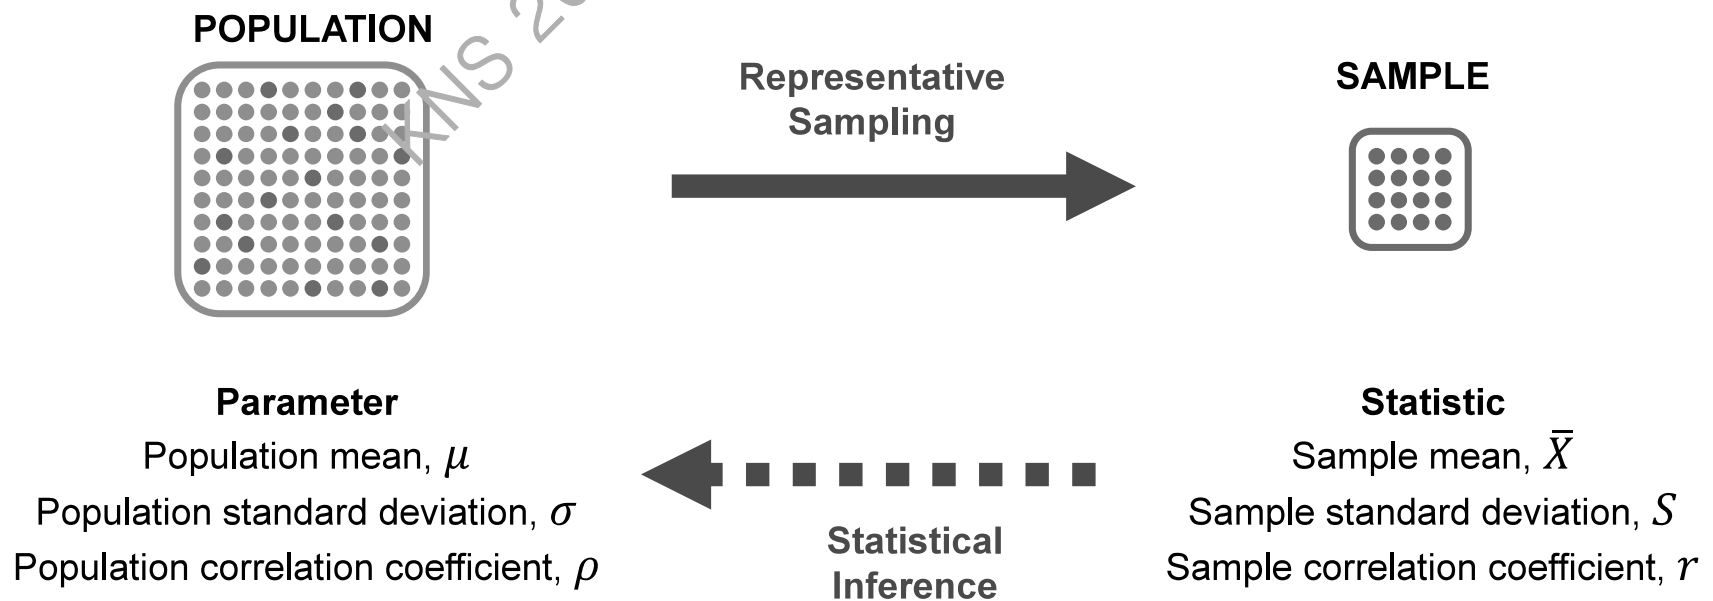 POPULATION
KNS
Representative
Sampling
SAMPLE
Parameter
Population mean, μ
Population standard deviation, σ
Population correlation coefficient, ρ
Statistical
Inference
Statistic
Sample mean, X̄
Sample standard deviation, S
Sample correlation coefficient, r